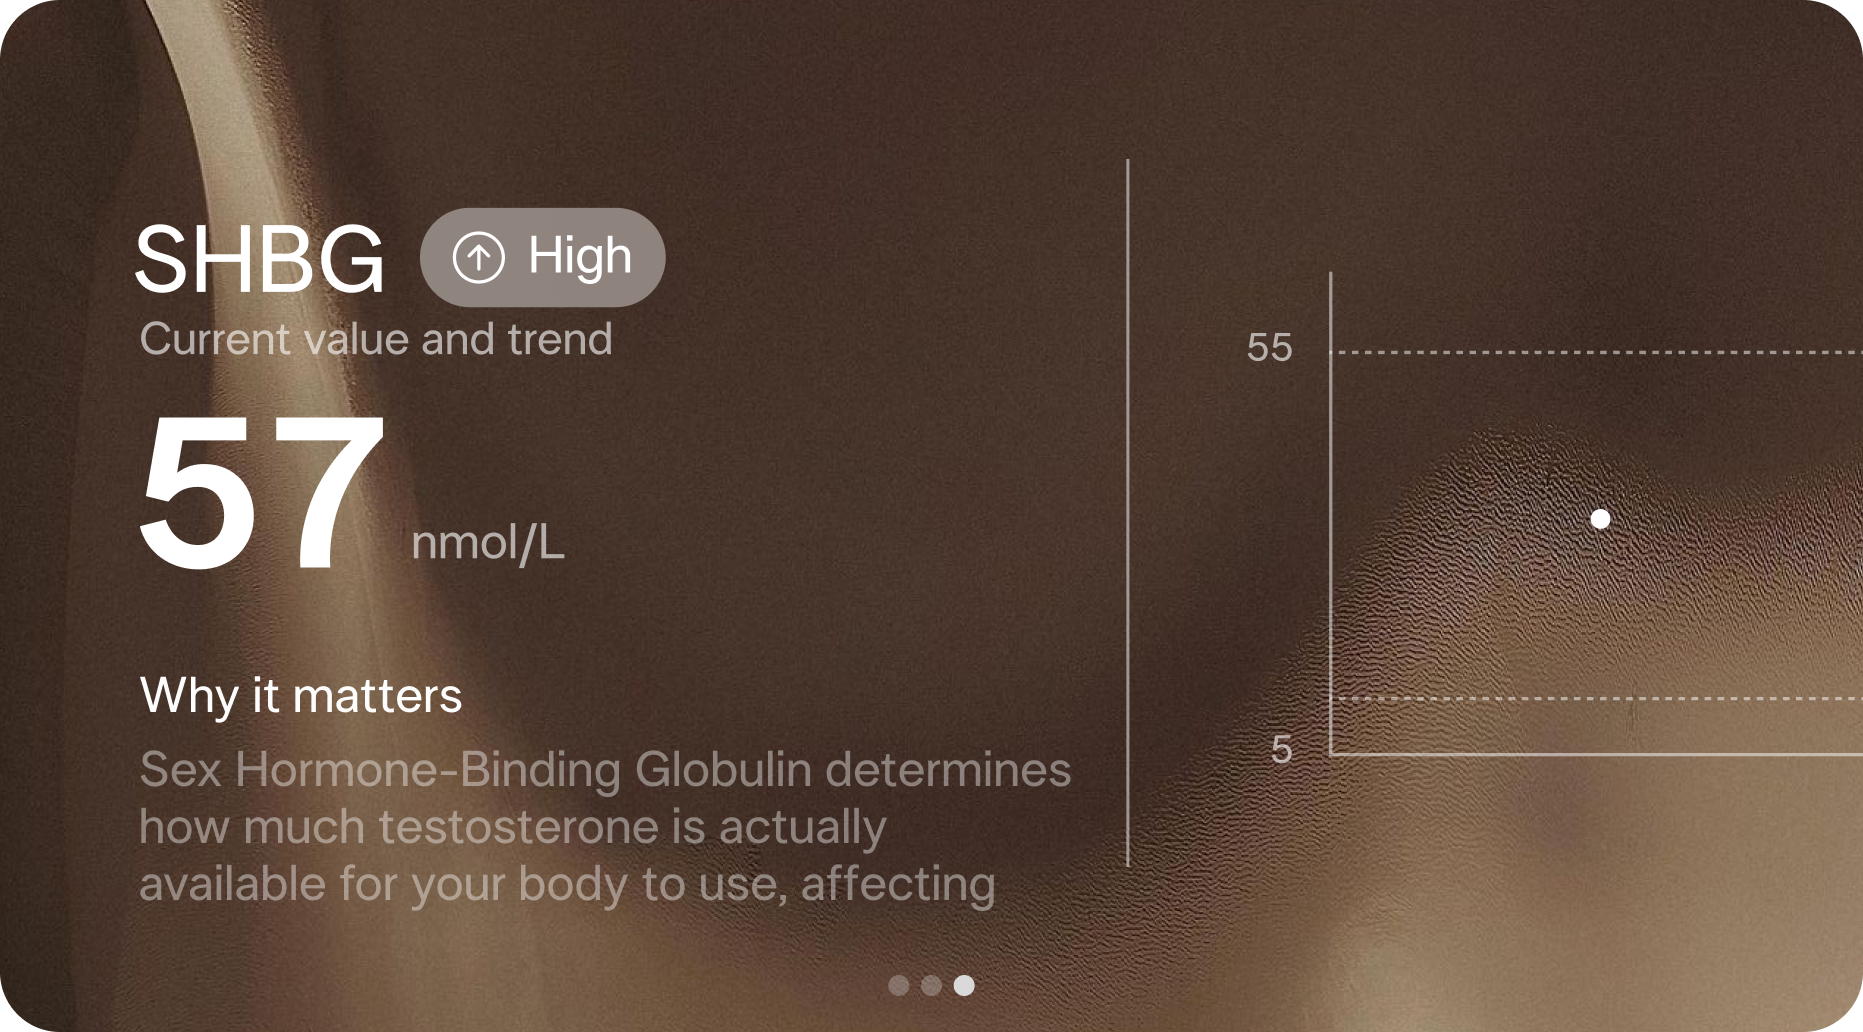 SHBG High
Current value and trend
57 nmol/L
Why it matters
Sex Hormone-Binding Globulin determines
how much testosterone is actually
available for your body to use, affecting
55
5